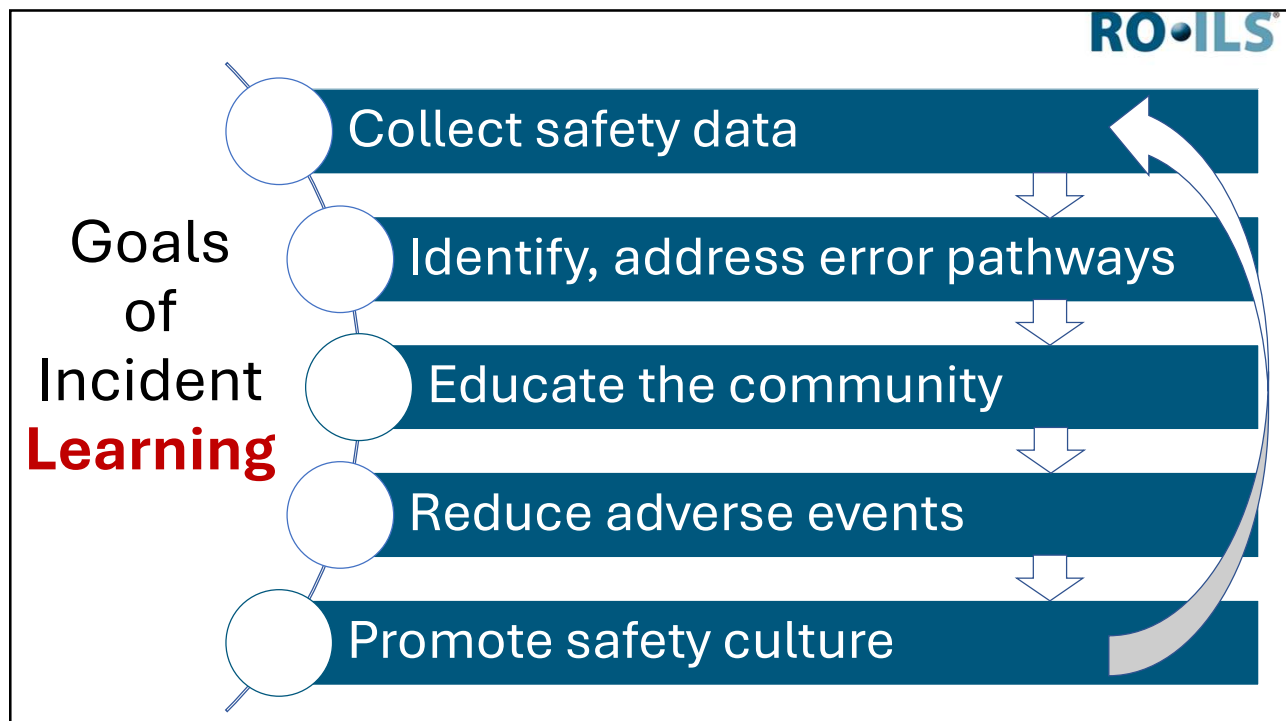 RO•ILS®
Goals
of
Incident
Learning
Collect safety data
Identify, address error pathways
Educate the community
Reduce adverse events
Promote safety culture